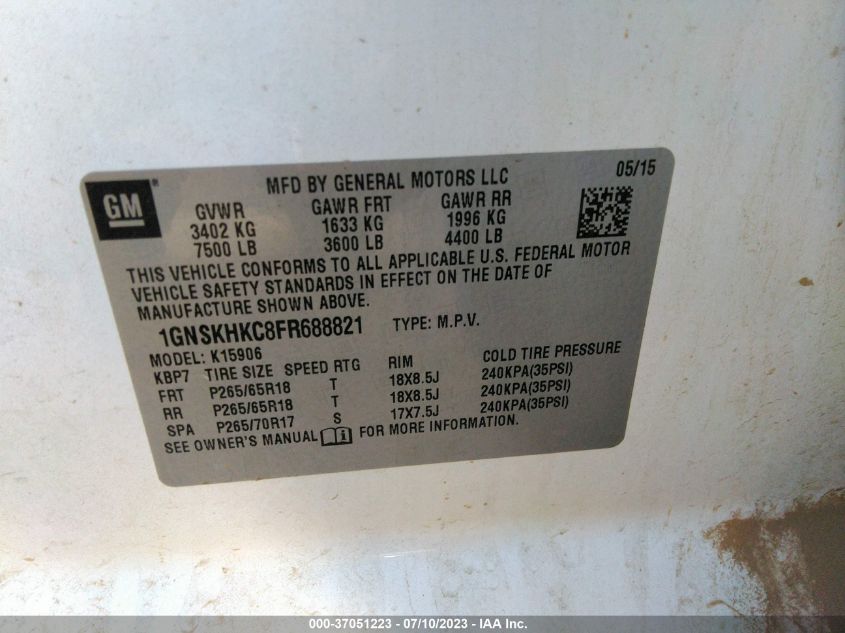 GM
MFD BY GENERAL MOTORS LLC
05/15
GVWR GAWR FRT GAWR RR
3402 KG 1633 KG 1996 KG
7500 LB 3600 LB 4400 LB
THIS VEHICLE CONFORMS TO ALL APPLICABLE U.S. FEDERAL MOTOR
VEHICLE SAFETY STANDARDS IN EFFECT ON THE DATE OF
MANUFACTURE SHOWN ABOVE.
1GNSKHKC8FR688821 TYPE: M.P.V.
MODEL: K15906
KBP7 TIRE SIZE SPEED RTG RIM COLD TIRE PRESSURE
FRT P265/65R18 T 18X8.5J 240KPA(35PSI)
RR P265/65R18 T 18X8.5J 240KPA(35PSI)
SPA P265/70R17 S 17X7.5J 240KPA(35PSI)
SEE OWNER'S MANUAL FOR MORE INFORMATION.
000-37051223 - 07/10/2023 - IAA Inc.